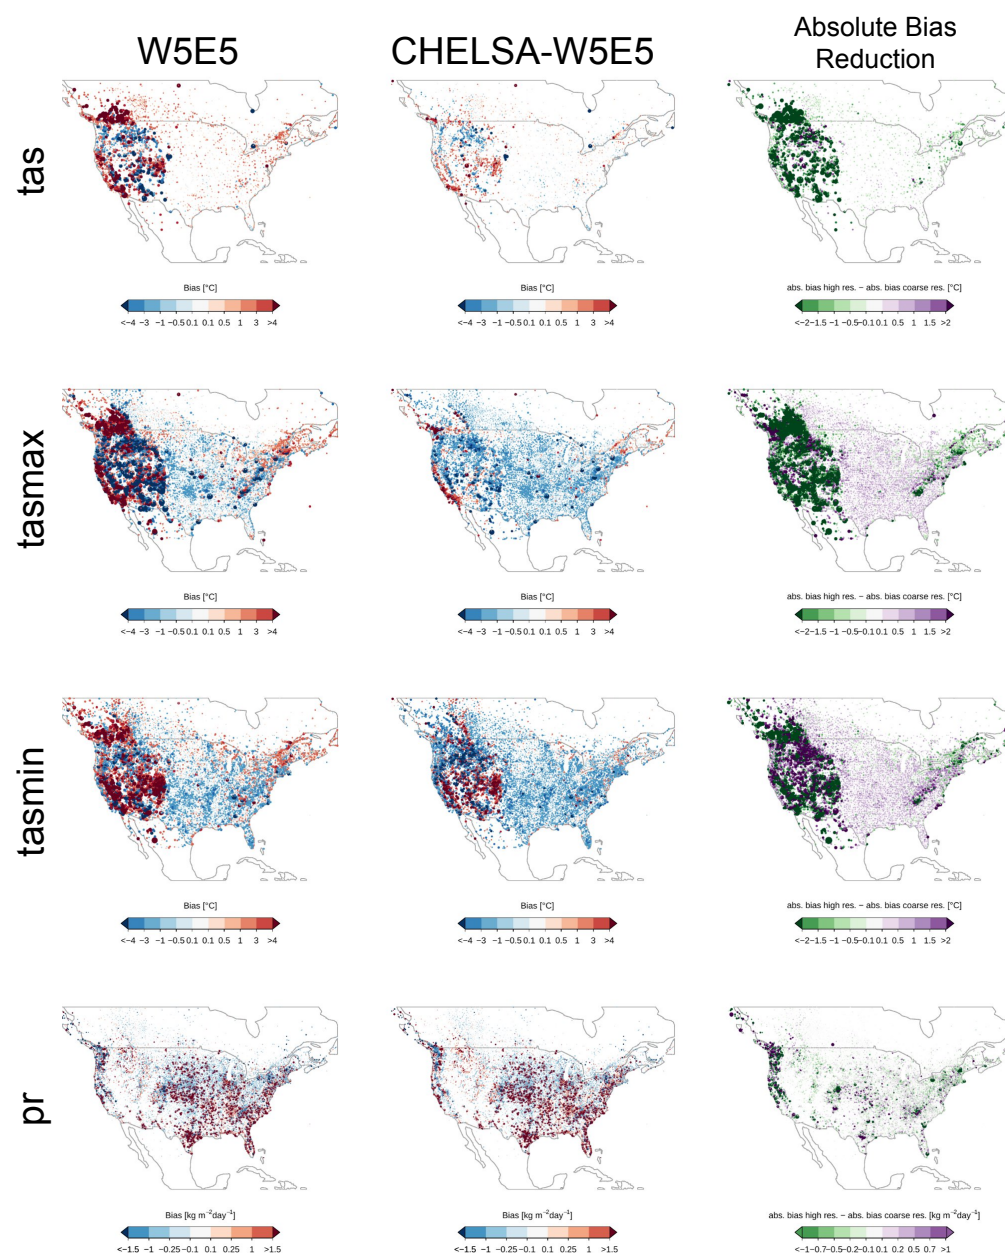 W5E5
CHELSA-W5E5
Absolute Bias
Reduction
tas
Bias [°C]
<−4 −3 −1 −0.5 0.1 0.1 0.5 1 3 >4
Bias [°C]
<−4 −3 −1 −0.5 0.1 0.1 0.5 1 3 >4
abs. bias high res. − abs. bias coarse res. [°C]
<−2−1.5 −1 −0.5−0.1 0.1 0.5 1 1.5 >2
tasmax
Bias [°C]
<−4 −3 −1 −0.5 0.1 0.1 0.5 1 3 >4
Bias [°C]
<−4 −3 −1 −0.5 0.1 0.1 0.5 1 3 >4
abs. bias high res. − abs. bias coarse res. [°C]
<−2−1.5 −1 −0.5−0.1 0.1 0.5 1 1.5 >2
tasmin
Bias [°C]
<−4 −3 −1 −0.5 0.1 0.1 0.5 1 3 >4
Bias [°C]
<−4 −3 −1 −0.5 0.1 0.1 0.5 1 3 >4
abs. bias high res. − abs. bias coarse res. [°C]
<−2−1.5 −1 −0.5−0.1 0.1 0.5 1 1.5 >2
pr
Bias [kg m⁻²day⁻¹]
<−1.5 −1 −0.25−0.1 0.1 0.25 1 >1.5
Bias [kg m⁻²day⁻¹]
<−1.5 −1 −0.25−0.1 0.1 0.25 1 >1.5
abs. bias high res. − abs. bias coarse res. [kg m⁻²day⁻¹]
<−1−0.7−0.5 −0.2−0.1 0.1 0.2 0.5 0.7 >1